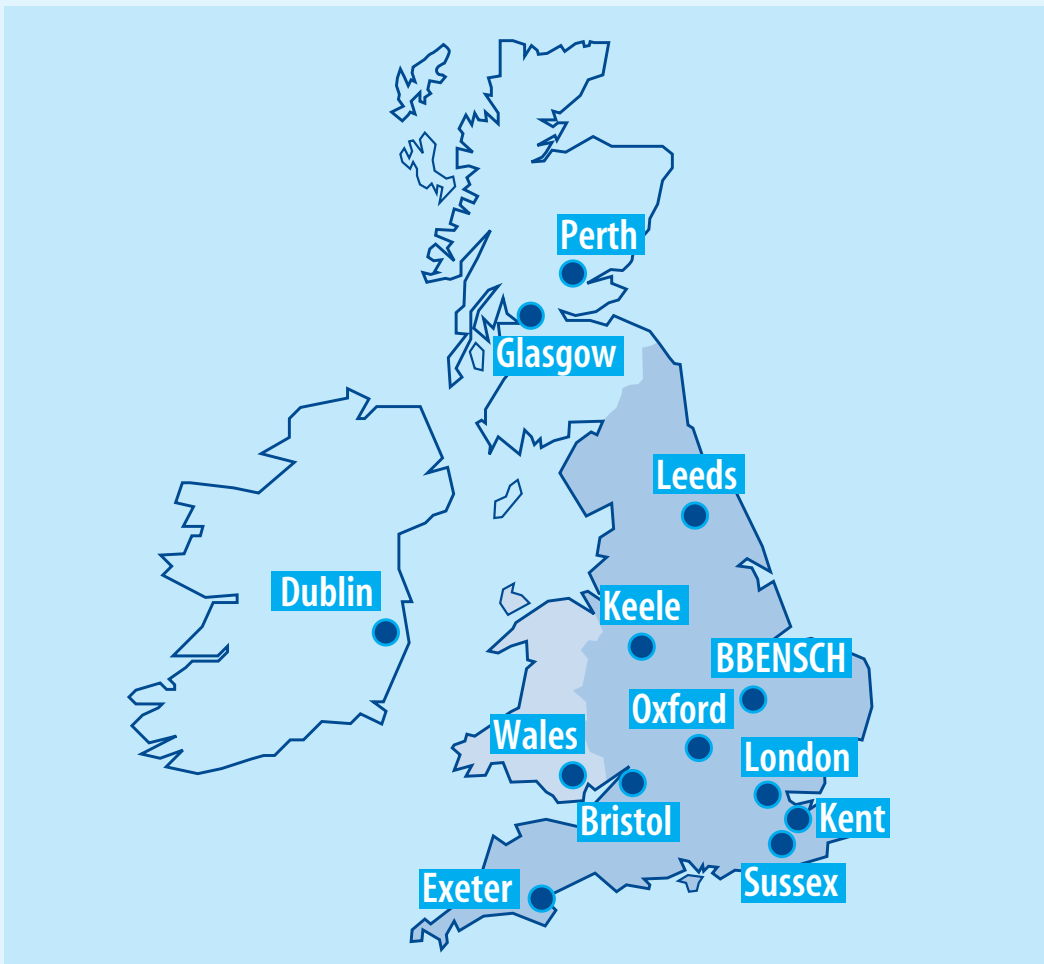 Perth
Glasgow
Leeds
Dublin
Keele
BBENSCH
Oxford
Wales
London
Bristol
Kent
Exeter
Sussex